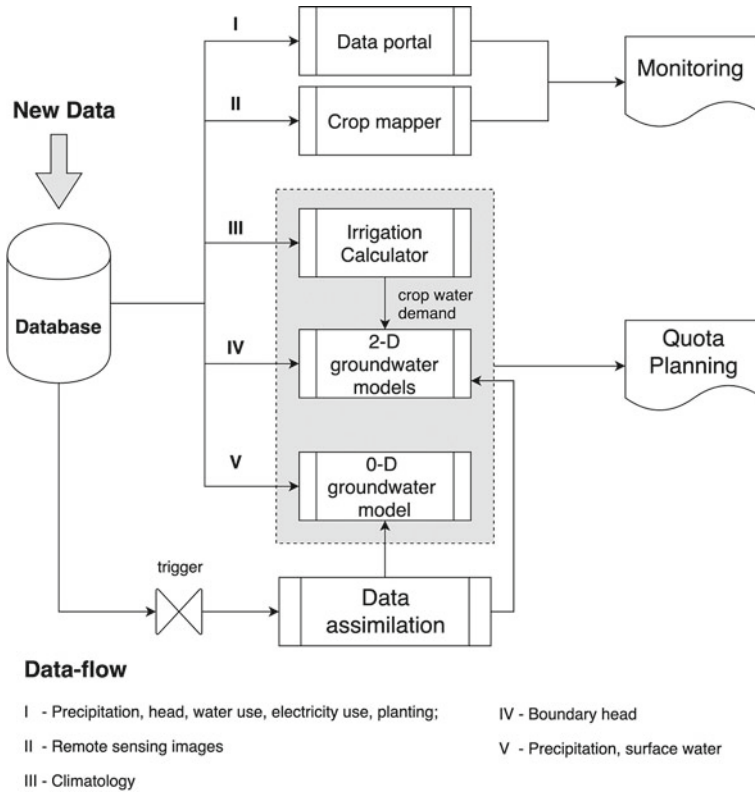 I
Data portal
Monitoring
II
Crop mapper
New Data
III
Irrigation
Calculator
crop water
demand
Database
IV
2-D
groundwater
models
Quota
Planning
V
0-D
groundwater
model
trigger
Data
assimilation
Data-flow
I - Precipitation, head, water use, electricity use, planting;
II - Remote sensing images
III - Climatology
IV - Boundary head
V - Precipitation, surface water